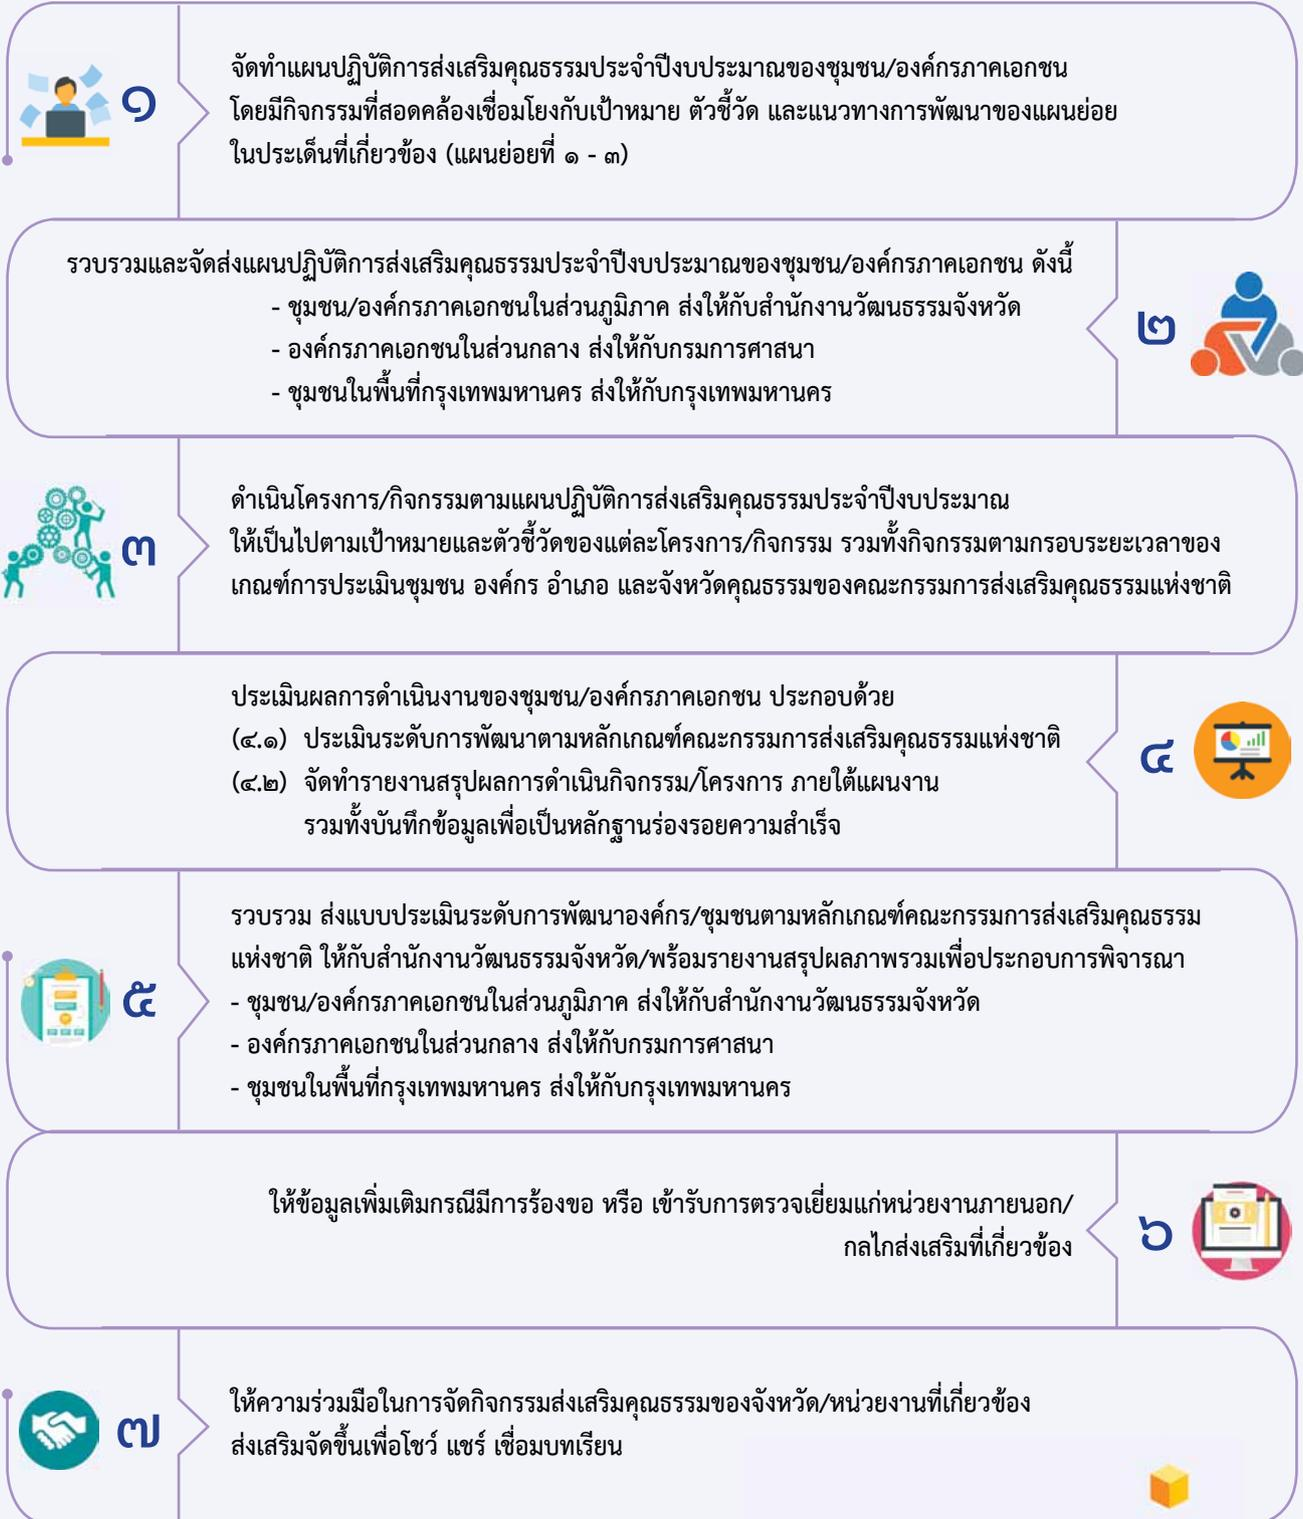 ๑
จัดทำแผนปฏิบัติการส่งเสริมคุณธรรมประจำปีงบประมาณของชุมชน/องค์กรภาคเอกชน
โดยมีกิจกรรมที่สอดคล้องเชื่อมโยงกับเป้าหมาย ตัวชี้วัด และแนวทางการพัฒนาของแผนย่อย
ในประเด็นที่เกี่ยวข้อง (แผนย่อยที่ ๑ - ๓)
๒
รวบรวมและจัดส่งแผนปฏิบัติการส่งเสริมคุณธรรมประจำปีงบประมาณของชุมชน/องค์กรภาคเอกชน ดังนี้
- ชุมชน/องค์กรภาคเอกชนในส่วนภูมิภาค ส่งให้กับสำนักงานวัฒนธรรมจังหวัด
- องค์กรภาคเอกชนในส่วนกลาง ส่งให้กับกรมการศาสนา
- ชุมชนในพื้นที่กรุงเทพมหานคร ส่งให้กับกรุงเทพมหานคร
๓
ดำเนินโครงการ/กิจกรรมตามแผนปฏิบัติการส่งเสริมคุณธรรมประจำปีงบประมาณ
ให้เป็นไปตามเป้าหมายและตัวชี้วัดของแต่ละโครงการ/กิจกรรม รวมทั้งกิจกรรมตามกรอบระยะเวลาของ
เกณฑ์การประเมินชุมชน องค์กร อำเภอ และจังหวัดคุณธรรมของคณะกรรมการส่งเสริมคุณธรรมแห่งชาติ
๔
ประเมินผลการดำเนินงานของชุมชน/องค์กรภาคเอกชน ประกอบด้วย
(๔.๑) ประเมินระดับการพัฒนาตามหลักเกณฑ์คณะกรรมการส่งเสริมคุณธรรมแห่งชาติ
(๔.๒) จัดทำรายงานสรุปผลการดำเนินกิจกรรม/โครงการ ภายใต้แผนงาน
รวมทั้งบันทึกข้อมูลเพื่อเป็นหลักฐานร่องรอยความสำเร็จ
๕
รวบรวม ส่งแบบประเมินระดับการพัฒนาองค์กร/ชุมชนตามหลักเกณฑ์คณะกรรมการส่งเสริมคุณธรรม
แห่งชาติ ให้กับสำนักงานวัฒนธรรมจังหวัด/พร้อมรายงานสรุปผลภาพรวมเพื่อประกอบการพิจารณา
- ชุมชน/องค์กรภาคเอกชนในส่วนภูมิภาค ส่งให้กับสำนักงานวัฒนธรรมจังหวัด
- องค์กรภาคเอกชนในส่วนกลาง ส่งให้กับกรมการศาสนา
- ชุมชนในพื้นที่กรุงเทพมหานคร ส่งให้กับกรุงเทพมหานคร
๖
ให้ข้อมูลเพิ่มเติมกรณีมีการร้องขอ หรือ เข้ารับการตรวจเยี่ยมแก่หน่วยงานภายนอก/
กลไกส่งเสริมที่เกี่ยวข้อง
๗
ให้ความร่วมมือในการจัดกิจกรรมส่งเสริมคุณธรรมของจังหวัด/หน่วยงานที่เกี่ยวข้อง
ส่งเสริมจัดขึ้นเพื่อโชว์ แชร์ เชื่อมบทเรียน